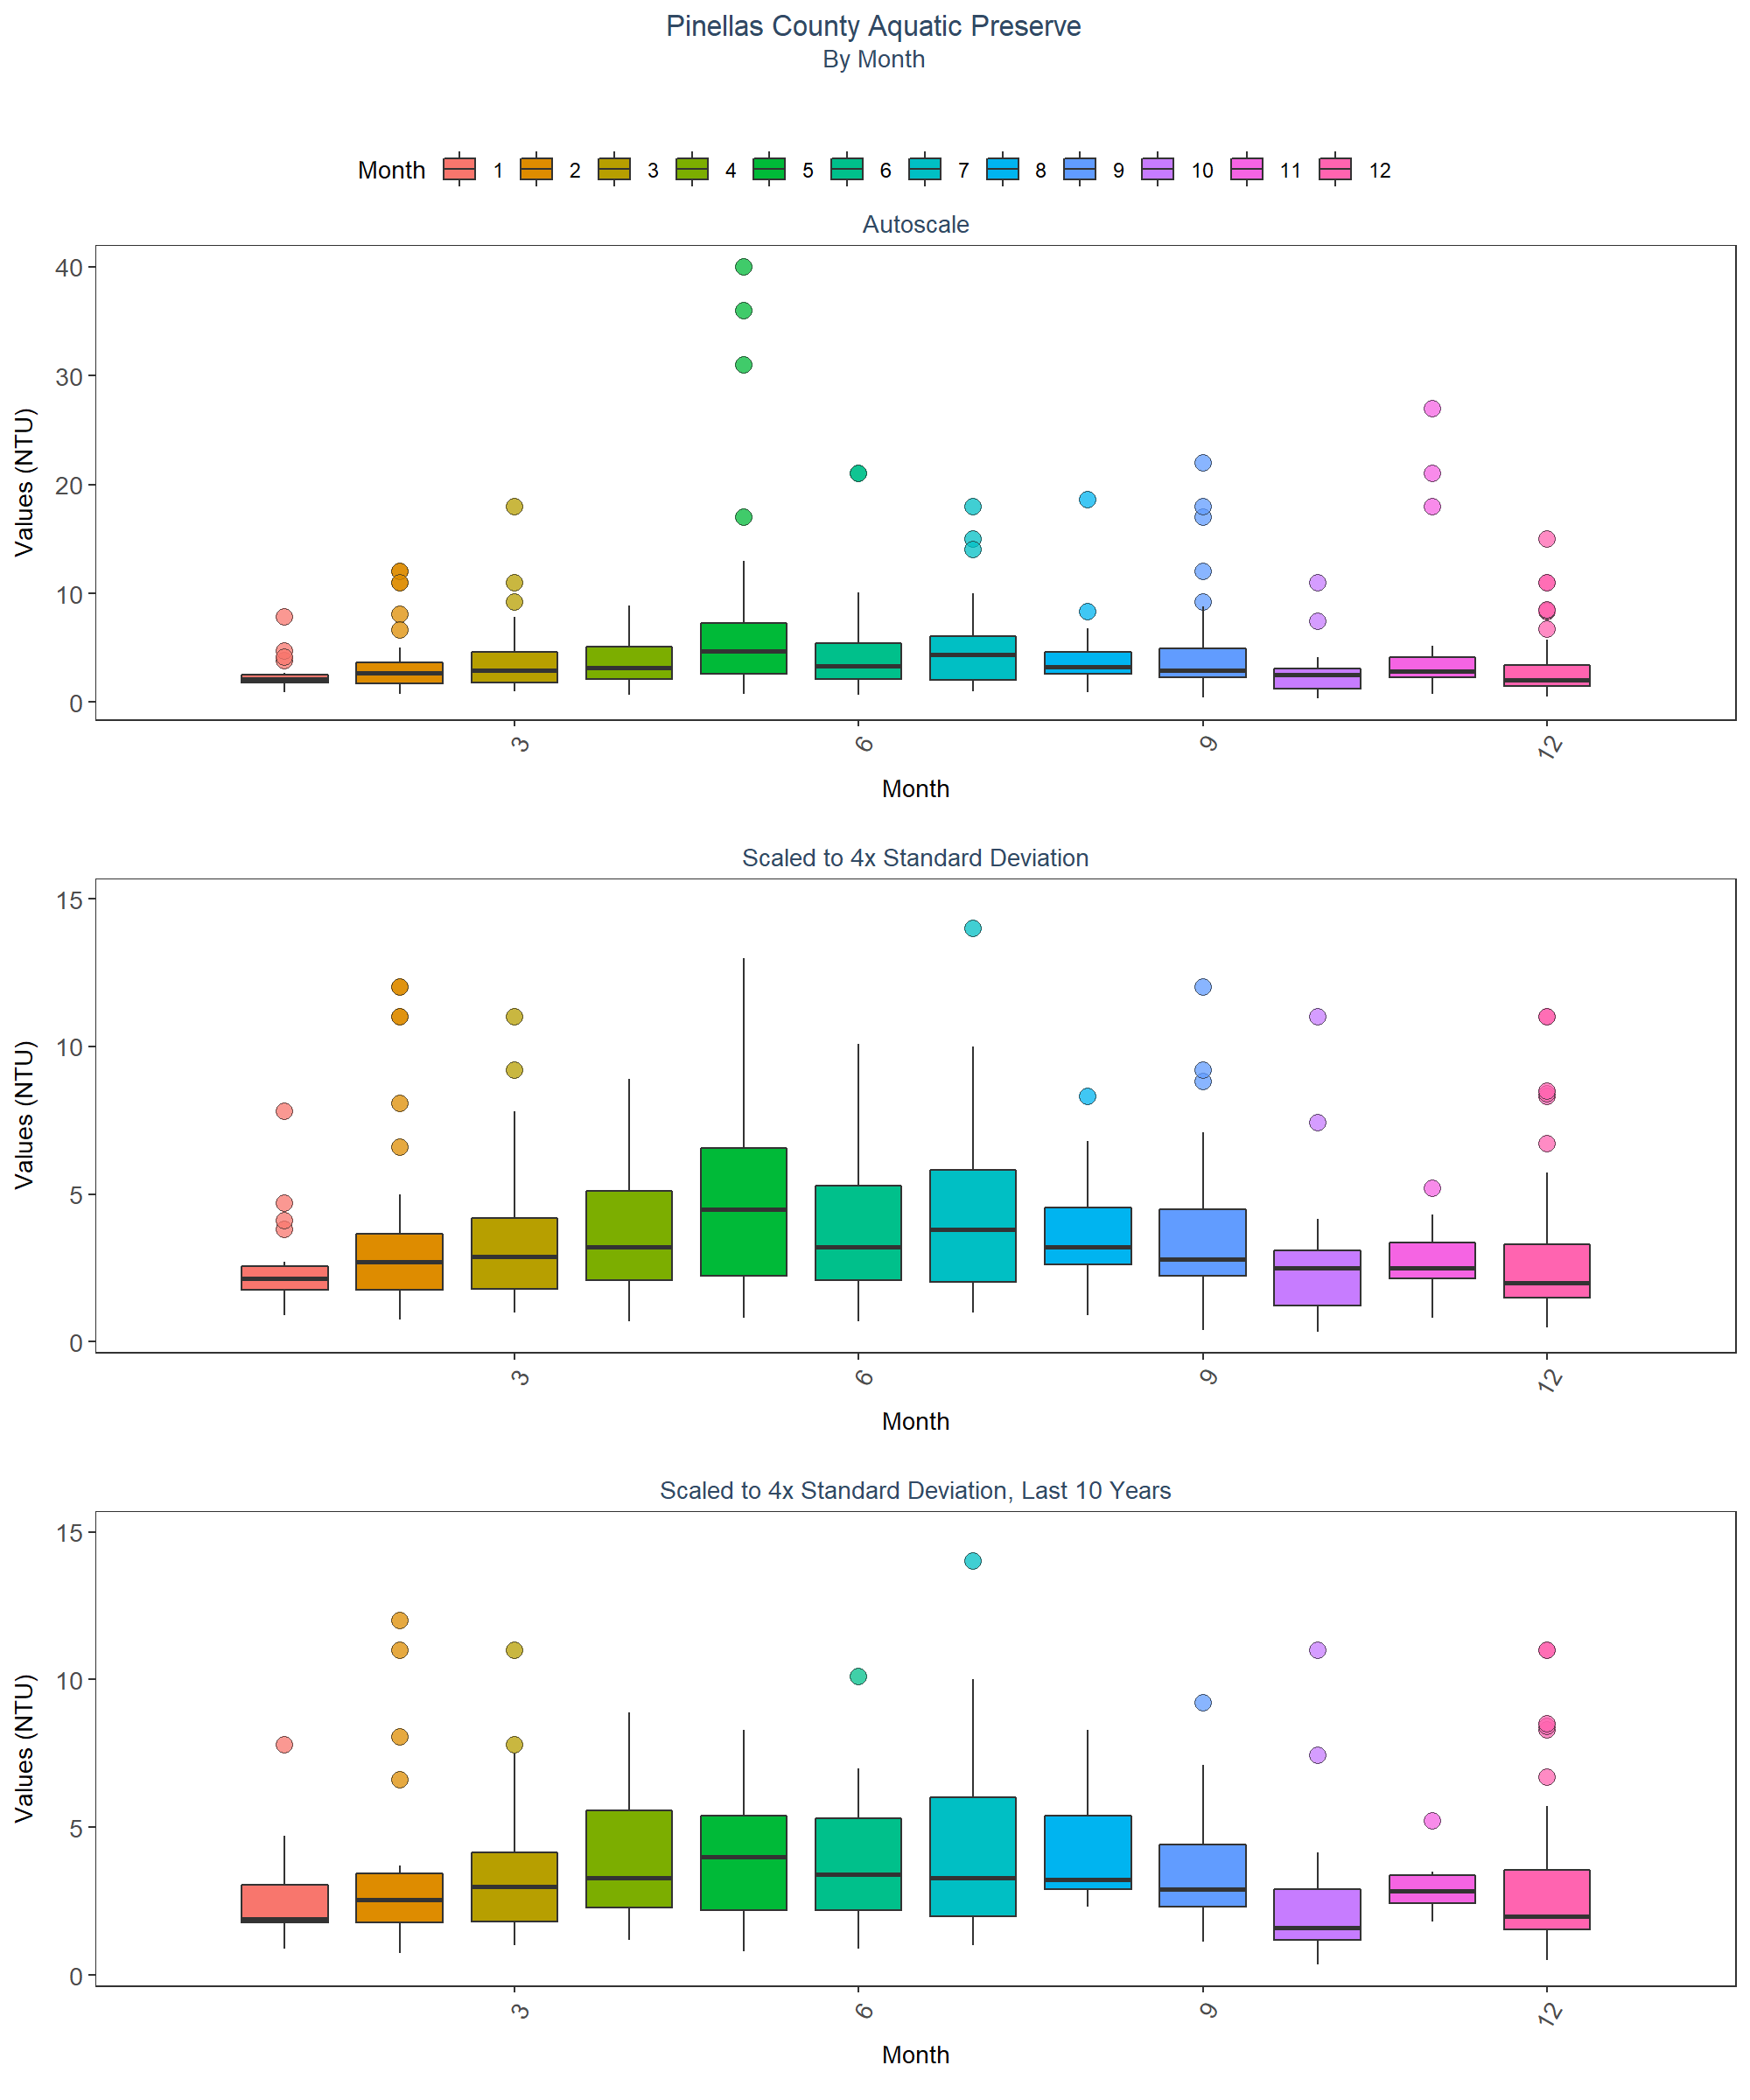 Pinellas County Aquatic Preserve
By Month
Month 1 2 3 4 5 6 7 8 9 10 11 12
Autoscale
40
30
20
10
0
Values (NTU)
3 6 9 12
Month
Scaled to 4x Standard Deviation
15
10
5
0
Values (NTU)
3 6 9 12
Month
Scaled to 4x Standard Deviation, Last 10 Years
15
10
5
0
Values (NTU)
3 6 9 12
Month